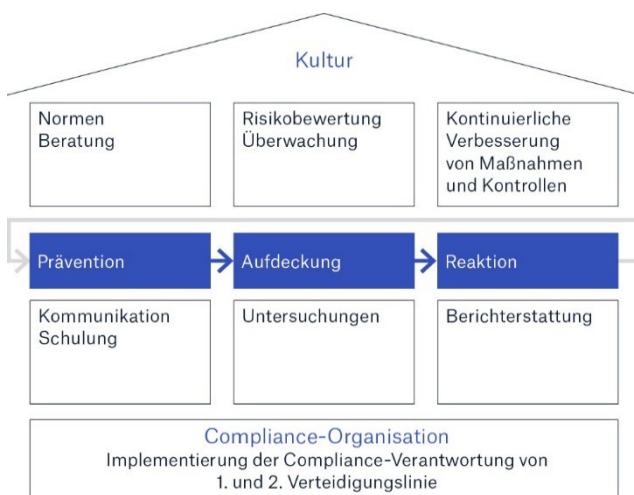 Kultur
Normen
Beratung
Risikobewertung
Überwachung
Kontinuierliche
Verbesserung
von Maßnahmen
und Kontrollen
Prävention
Aufdeckung
Reaktion
Kommunikation
Schulung
Untersuchungen
Berichterstattung
Compliance-Organisation
Implementierung der Compliance-Verantwortung von
1. und 2. Verteidigungslinie